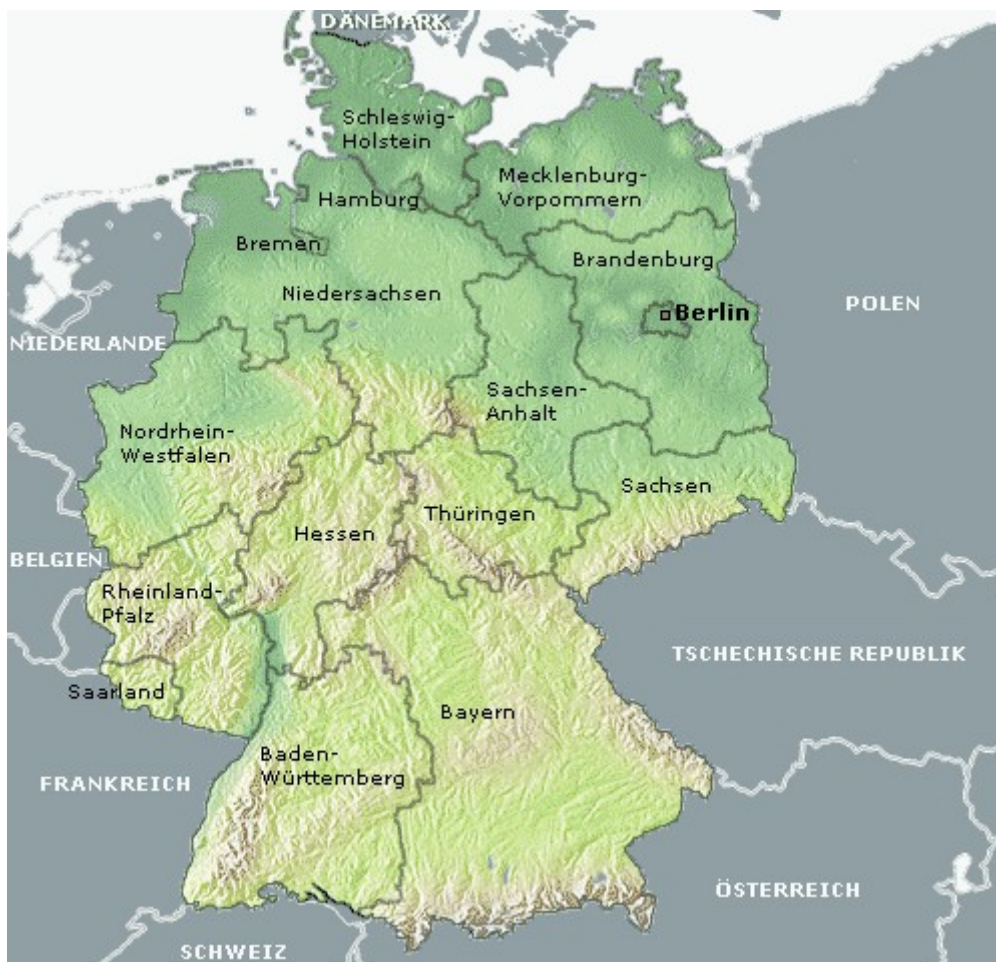 DÄNEMARK
Schleswig-
Holstein
Mecklenburg-
Vorpommern
Hamburg
Bremen
Brandenburg
Niedersachsen
Berlin
POLEN
NIEDERLANDE
Sachsen-
Anhalt
Nordrhein-
Westfalen
Sachsen
Thüringen
Hessen
BELGIEN
Rheinland-
Pfalz
TSCHECHISCHE REPUBLIK
Saarland
Bayern
Baden-
Württemberg
FRANKREICH
ÖSTERREICH
SCHWEIZ